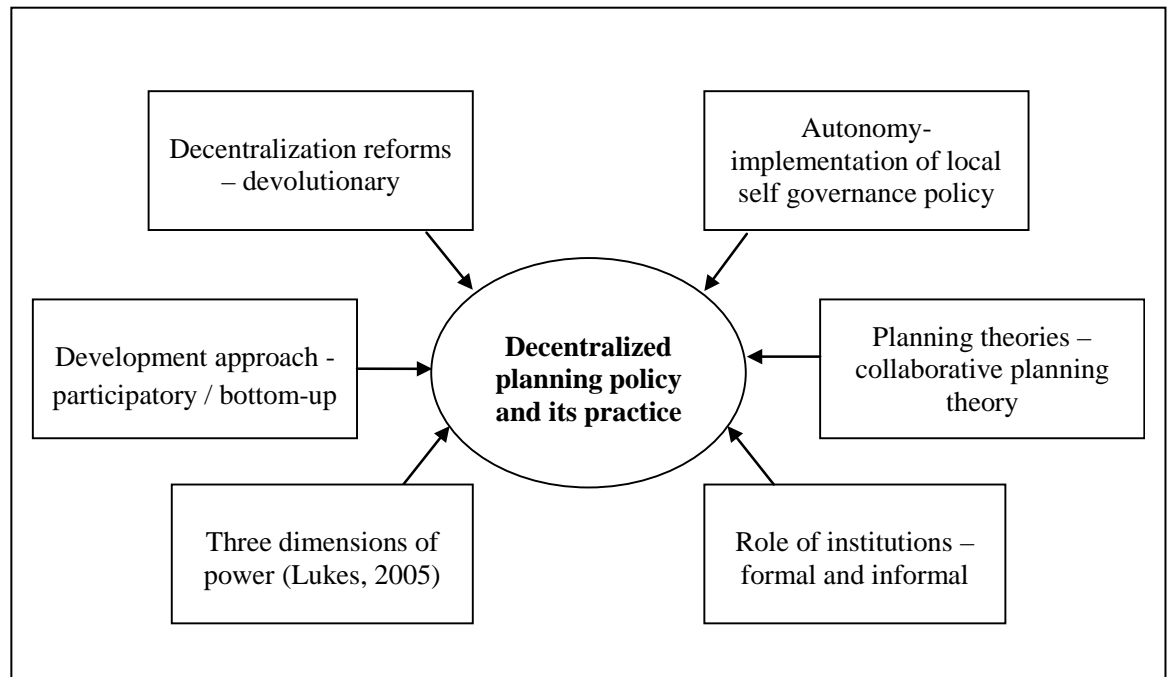 Decentralization reforms
– devolutionary
Autonomy-
implementation of local
self governance policy
Development approach -
participatory / bottom-up
Decentralized
planning policy
and its practice
Planning theories –
collaborative planning
theory
Three dimensions of
power (Lukes, 2005)
Role of institutions –
formal and informal